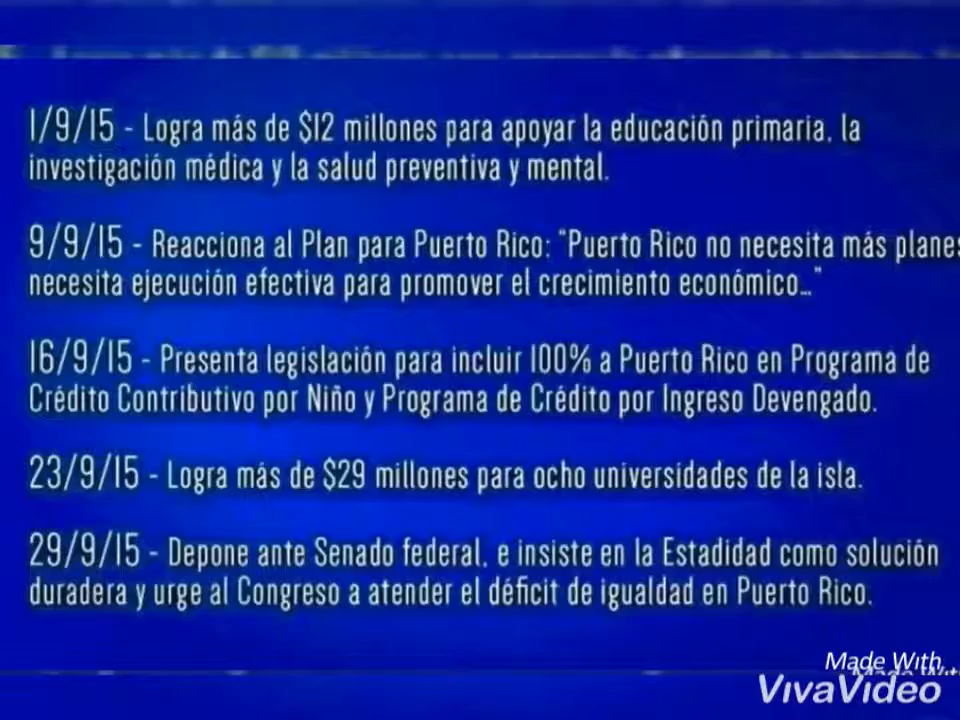 1/9/15 - Logra más de $12 millones para apoyar la educación primaria, la
investigación médica y la salud preventiva y mental.
9/9/15 - Reacciona al Plan para Puerto Rico: "Puerto Rico no necesita más planes
necesita ejecución efectiva para promover el crecimiento económico..."
16/9/15 - Presenta legislación para incluir 100% a Puerto Rico en Programa de
Crédito Contributivo por Niño y Programa de Crédito por Ingreso Devengado.
23/9/15 - Logra más de $29 millones para ocho universidades de la isla.
29/9/15 - Depone ante Senado federal, e insiste en la Estadidad como solución
duradera y urge al Congreso a atender el déficit de igualdad en Puerto Rico.
Made With
VivaVideo